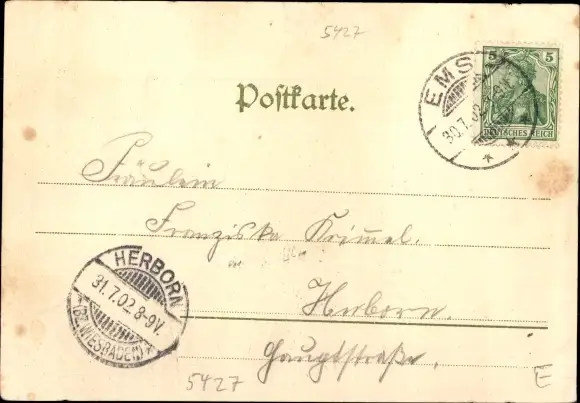 5427
Postkarte.
EMS
30.7.02
5 5
DEUTSCHES REICH
Fräulein
Franziska Krimmel.
Herborn.
Hauptstraße.
HERBORN
31.7.02. 8-9V.
(BZ. WIESBADEN)
5427
E